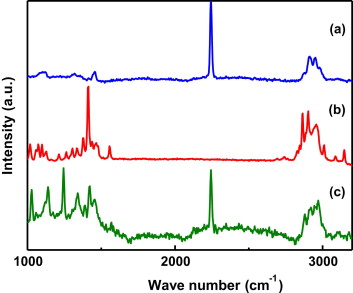 (a)
(b)
(c)
Intensity (a.u.)
1000 2000 3000
Wave number (cm⁻¹)